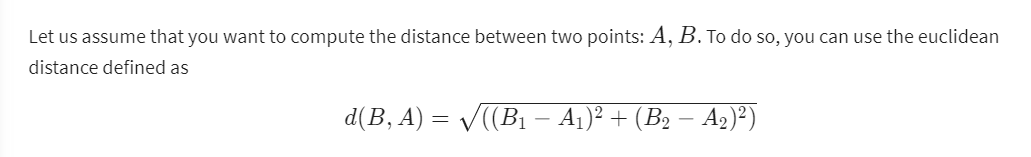 Let us assume that you want to compute the distance between two points: A, B. To do so, you can use the euclidean
distance defined as
d(B, A) = √((B₁ − A₁)² + (B₂ − A₂)²)